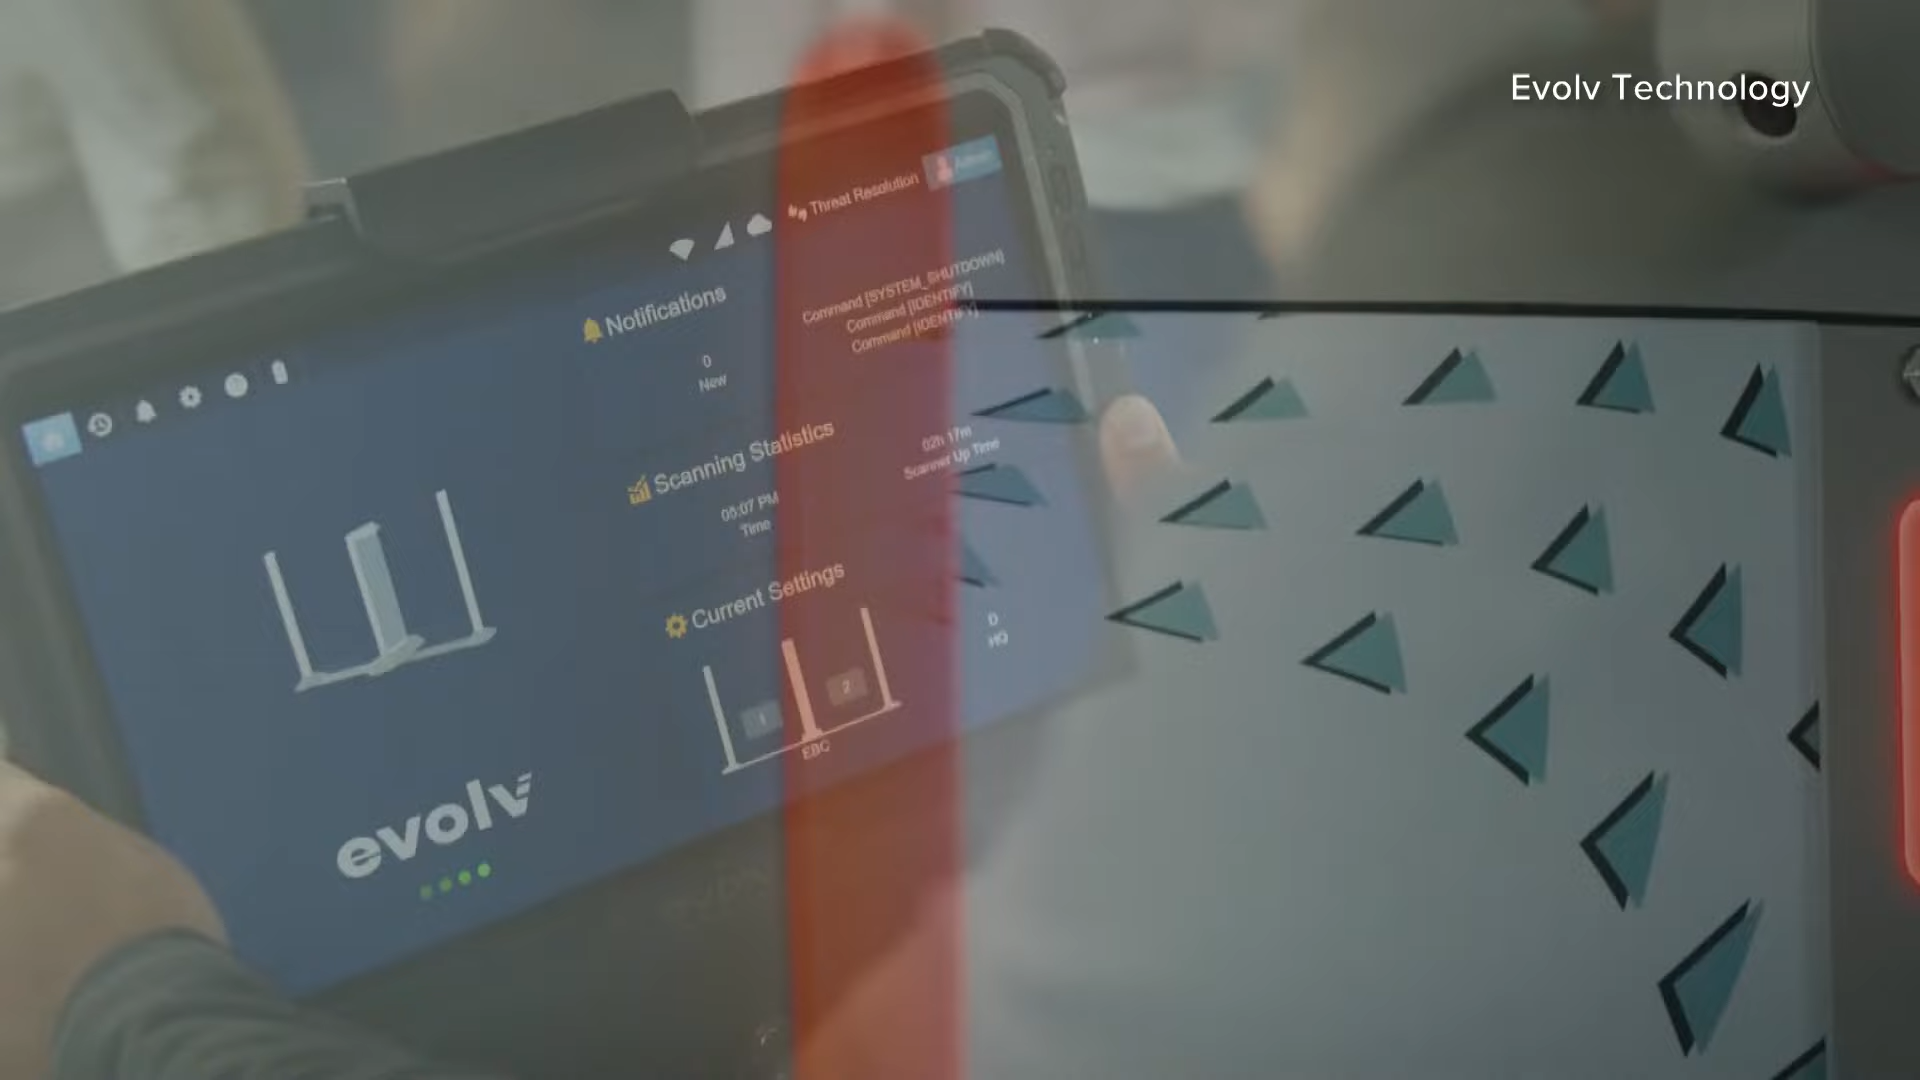 Evolv Technology
Threat Resolution
Admin
Notifications
0
New
Command [SYSTEM_SHUTDOWN]
Command [IDENTIFY]
Command [IDENTIFY]
Scanning Statistics
05:07 PM
Time
02h 17m
Scanner Up Time
Current Settings
1
2
EBC
D
HQ
evolv